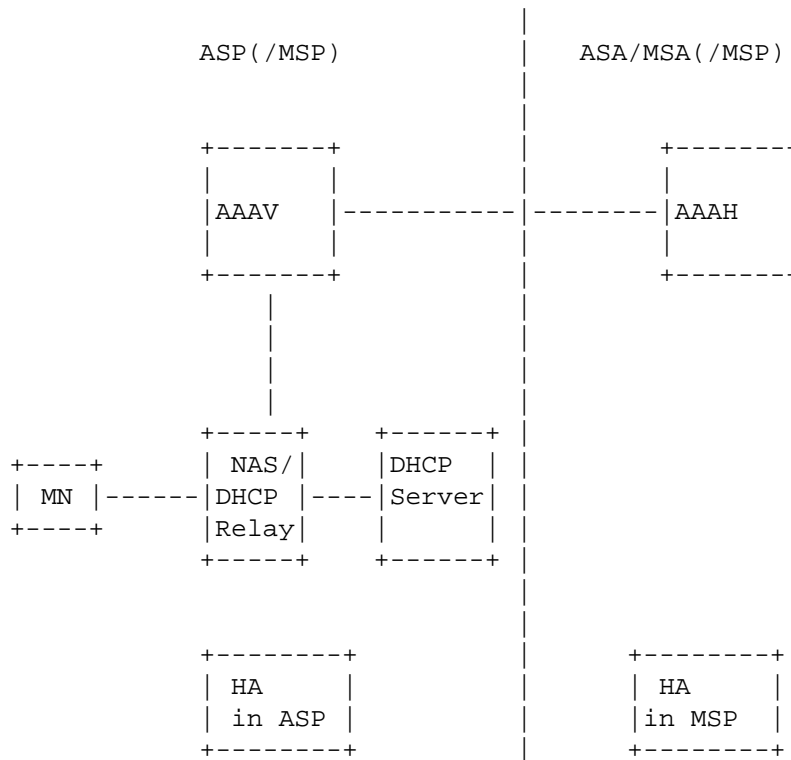 ASP(/MSP) ASA/MSA(/MSP)
AAAV AAAH
NAS/ DHCP
MN DHCP Server
Relay
HA HA
in ASP in MSP